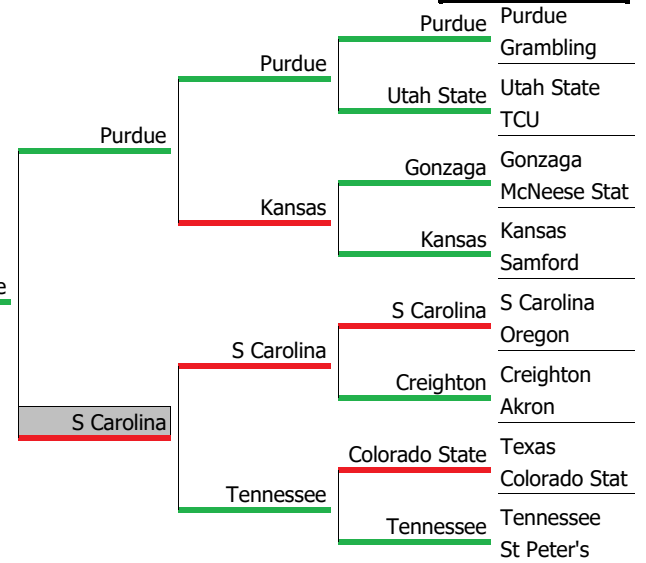 Purdue
Grambling
Utah State
TCU
Gonzaga
McNeese Stat
Kansas
Samford
S Carolina
Oregon
Creighton
Akron
Texas
Colorado Stat
Tennessee
St Peter's
Purdue
Utah State
Gonzaga
Kansas
S Carolina
Creighton
Colorado State
Tennessee
Purdue
Kansas
S Carolina
Tennessee
Purdue
S Carolina
e